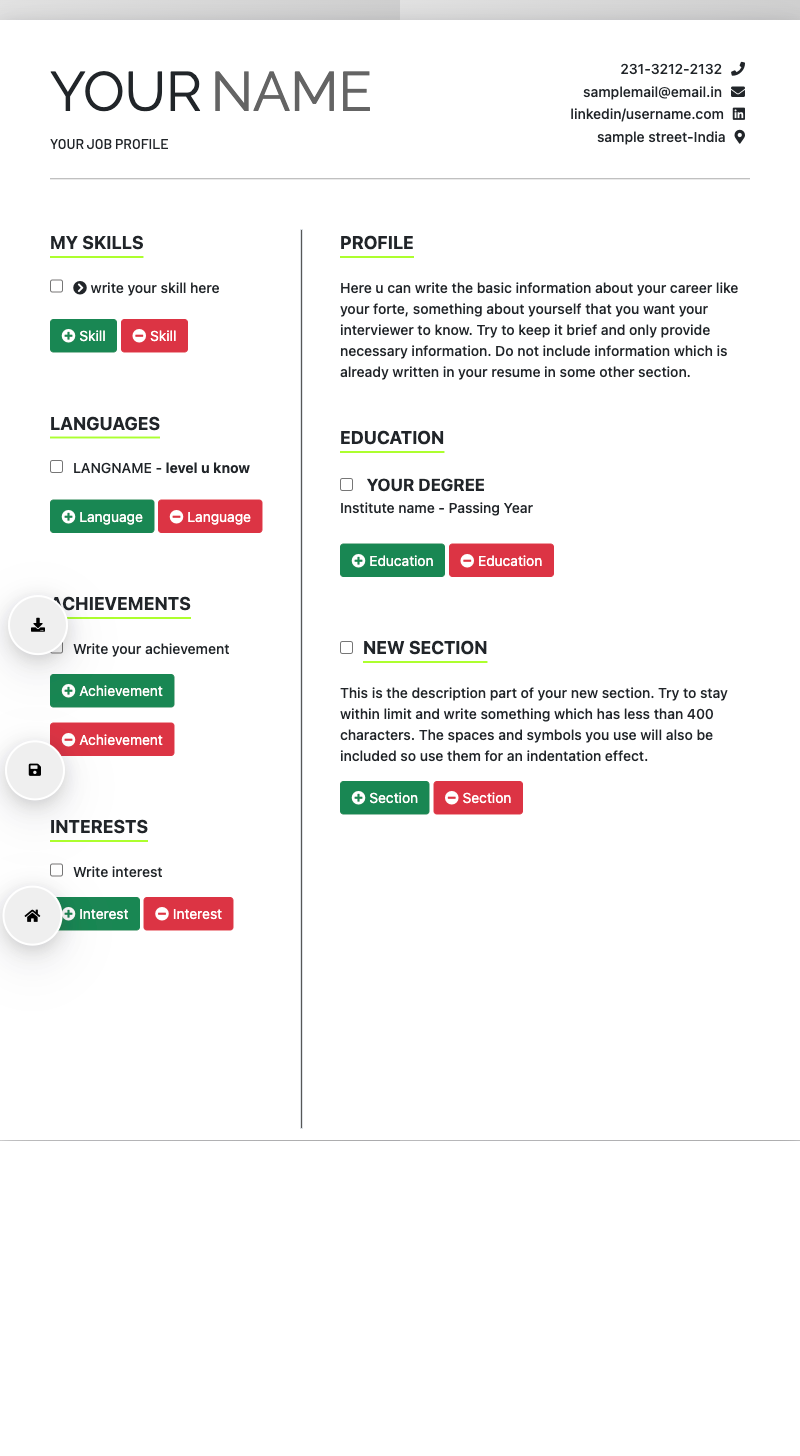 YOUR NAME
YOUR JOB PROFILE
231-3212-2132
samplemail@email.in
linkedin/username.com
sample street-India
MY SKILLS
write your skill here
Skill Skill
LANGUAGES
LANGNAME - level u know
Language Language
ACHIEVEMENTS
Write your achievement
Achievement
Achievement
INTERESTS
Write interest
Interest Interest
PROFILE
Here u can write the basic information about your career like
your forte, something about yourself that you want your
interviewer to know. Try to keep it brief and only provide
necessary information. Do not include information which is
already written in your resume in some other section.
EDUCATION
YOUR DEGREE
Institute name - Passing Year
Education Education
NEW SECTION
This is the description part of your new section. Try to stay
within limit and write something which has less than 400
characters. The spaces and symbols you use will also be
included so use them for an indentation effect.
Section Section